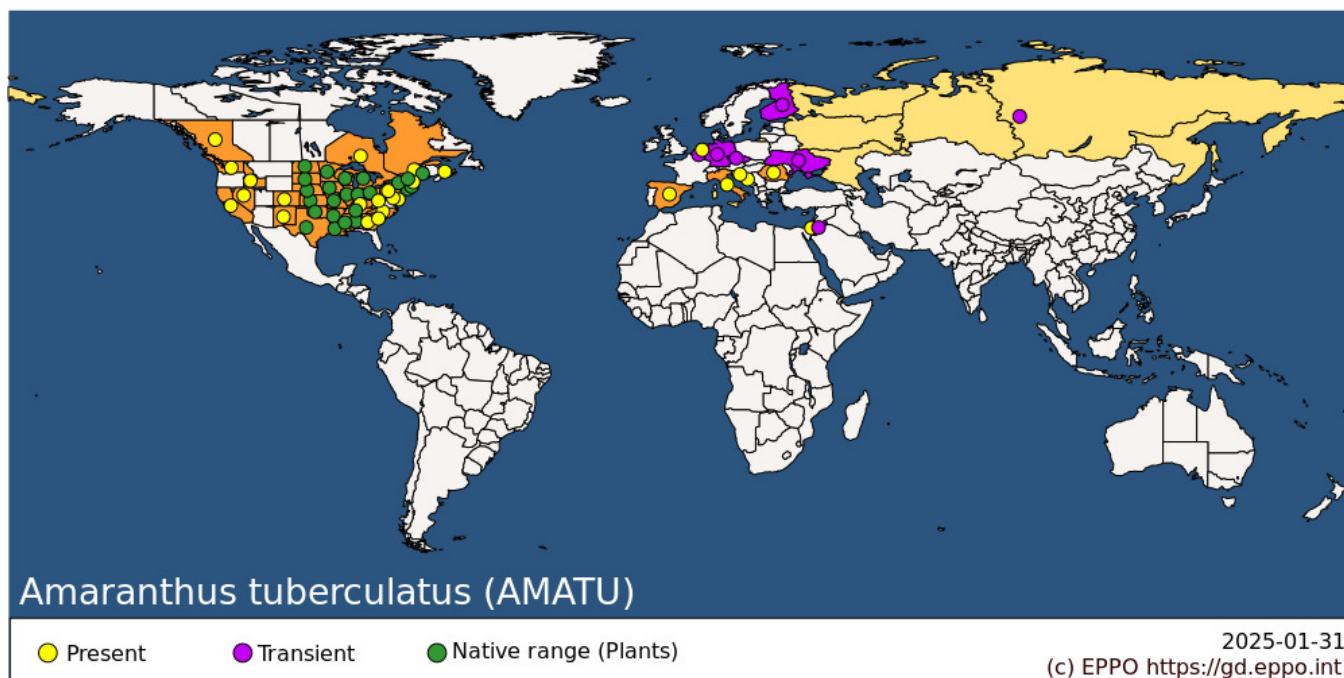 Amaranthus tuberculatus (AMATU)
Present
Transient
Native range (Plants)
2025-01-31
(c) EPPO https://gd.eppo.int